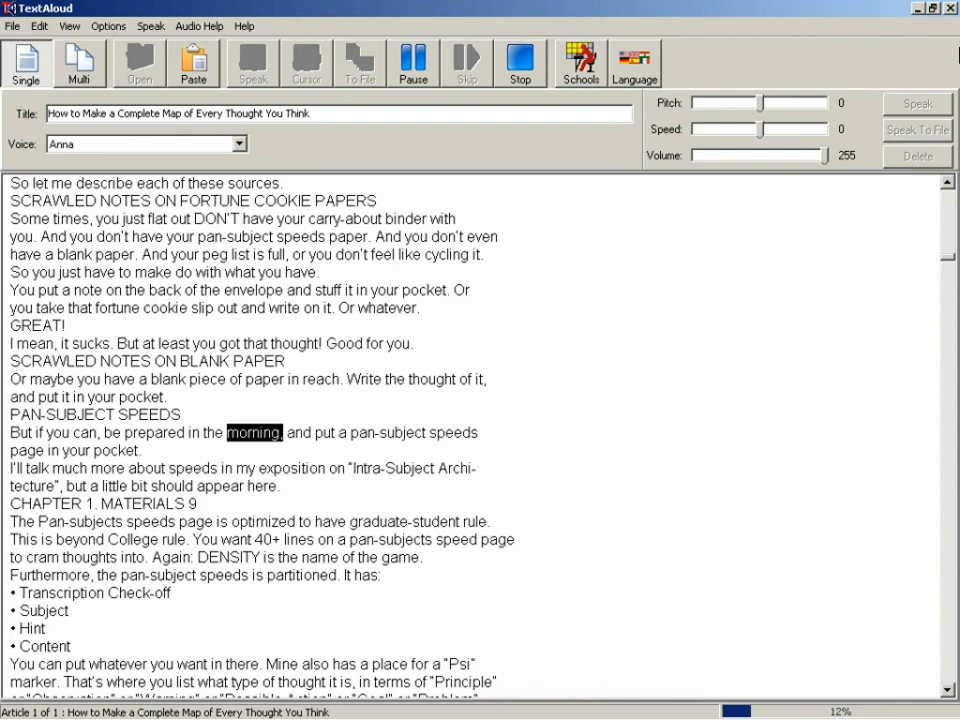 TextAloud
File Edit View Options Speak Audio Help Help
Single Multi Open Paste Speak Cursor To File Pause Skip Stop Schools Language
Title: How to Make a Complete Map of Every Thought You Think
Voice: Anna
Pitch: 0 Speak
Speed: 0 Speak To File
Volume: 255 Delete
So let me describe each of these sources.
SCRAWLED NOTES ON FORTUNE COOKIE PAPERS
Some times, you just flat out DON'T have your carry-about binder with
you. And you don't have your pan-subject speeds paper. And you don't even
have a blank paper. And your peg list is full, or you don't feel like cycling it.
So you just have to make do with what you have.
You put a note on the back of the envelope and stuff it in your pocket. Or
you take that fortune cookie slip out and write on it. Or whatever.
GREAT!
I mean, it sucks. But at least you got that thought! Good for you.
SCRAWLED NOTES ON BLANK PAPER
Or maybe you have a blank piece of paper in reach. Write the thought of it,
and put it in your pocket.
PAN-SUBJECT SPEEDS
But if you can, be prepared in the morning, and put a pan-subject speeds
page in your pocket.
I'll talk much more about speeds in my exposition on "Intra-Subject Archi-
tecture", but a little bit should appear here.
CHAPTER 1. MATERIALS 9
The Pan-subjects speeds page is optimized to have graduate-student rule.
This is beyond College rule. You want 40+ lines on a pan-subjects speed page
to cram thoughts into. Again: DENSITY is the name of the game.
Furthermore, the pan-subject speeds is partitioned. It has:
• Transcription Check-off
• Subject
• Hint
• Content
You can put whatever you want in there. Mine also has a place for a "Psi"
marker. That's where you list what type of thought it is, in terms of "Principle"
or "Observation" or "Warning" or "Possible Action" or "Goal" or "Problem"
Article 1 of 1 : How to Make a Complete Map of Every Thought You Think 12%